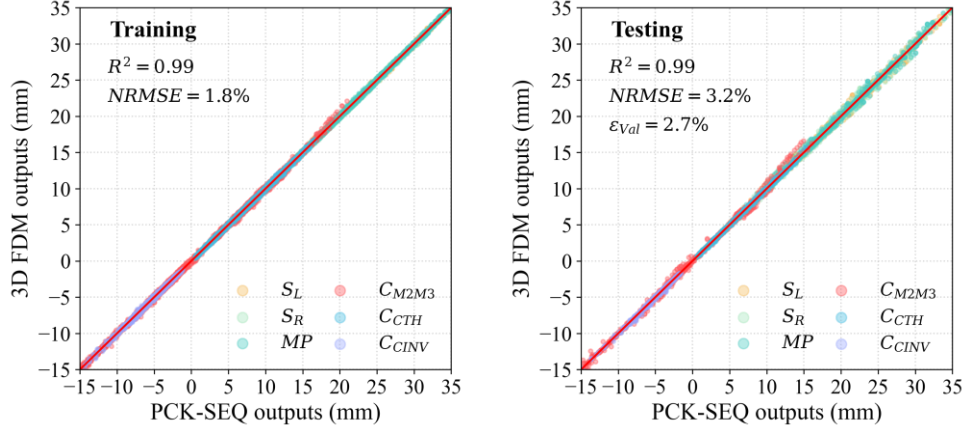 Training
R² = 0.99
NRMSE = 1.8%
35
30
25
20
15
10
5
0
−5
−10
−15
3D FDM outputs (mm)
S_L
C_M2M3
S_R
C_CTH
MP
C_CINV
−15 −10 −5 0 5 10 15 20 25 30 35
PCK-SEQ outputs (mm)
Testing
R² = 0.99
NRMSE = 3.2%
ε_Val = 2.7%
35
30
25
20
15
10
5
0
−5
−10
−15
3D FDM outputs (mm)
S_L
C_M2M3
S_R
C_CTH
MP
C_CINV
−15 −10 −5 0 5 10 15 20 25 30 35
PCK-SEQ outputs (mm)